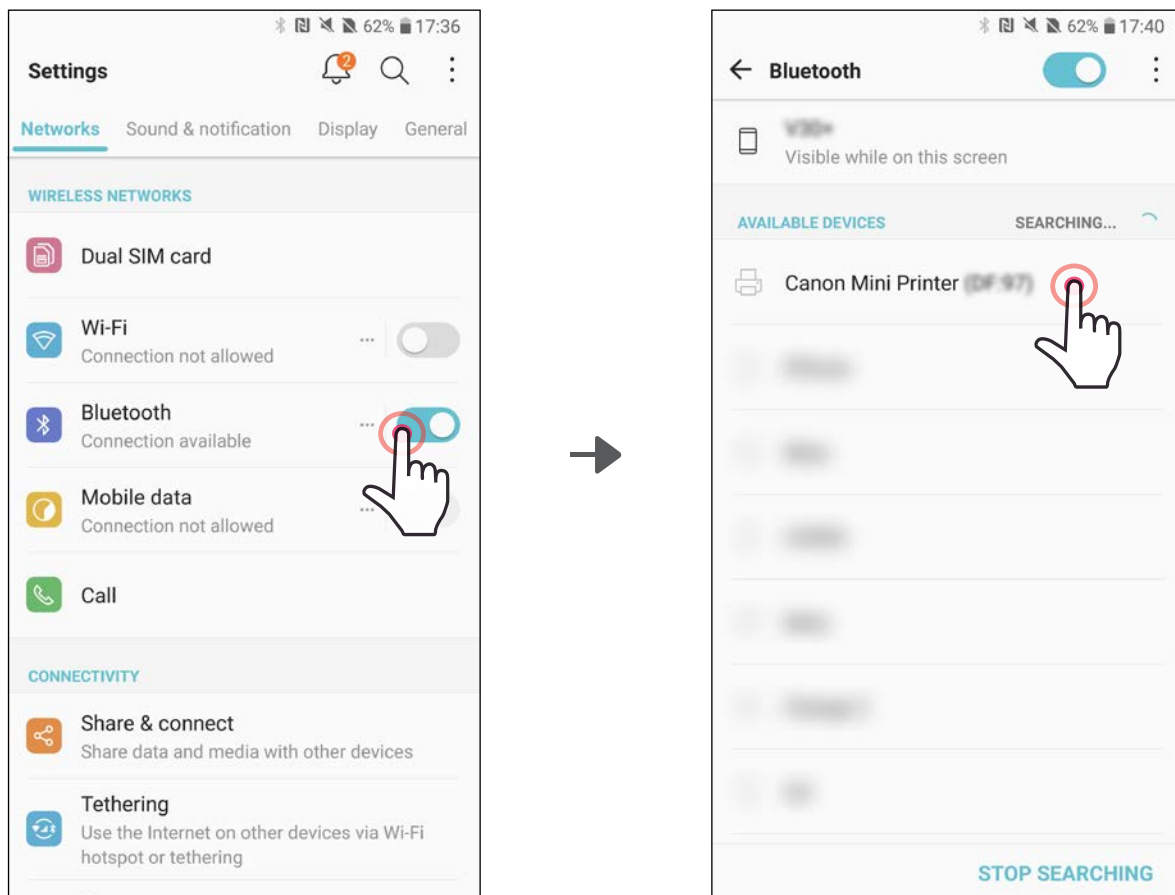 62% 17:36
Settings
2
Networks Sound & notification Display General
WIRELESS NETWORKS
Dual SIM card
Wi-Fi
Connection not allowed
Bluetooth
Connection available
Mobile data
Connection not allowed
Call
CONNECTIVITY
Share & connect
Share data and media with other devices
Tethering
Use the Internet on other devices via Wi-Fi
hotspot or tethering
62% 17:40
Bluetooth
Visible while on this screen
AVAILABLE DEVICES SEARCHING...
Canon Mini Printer
STOP SEARCHING